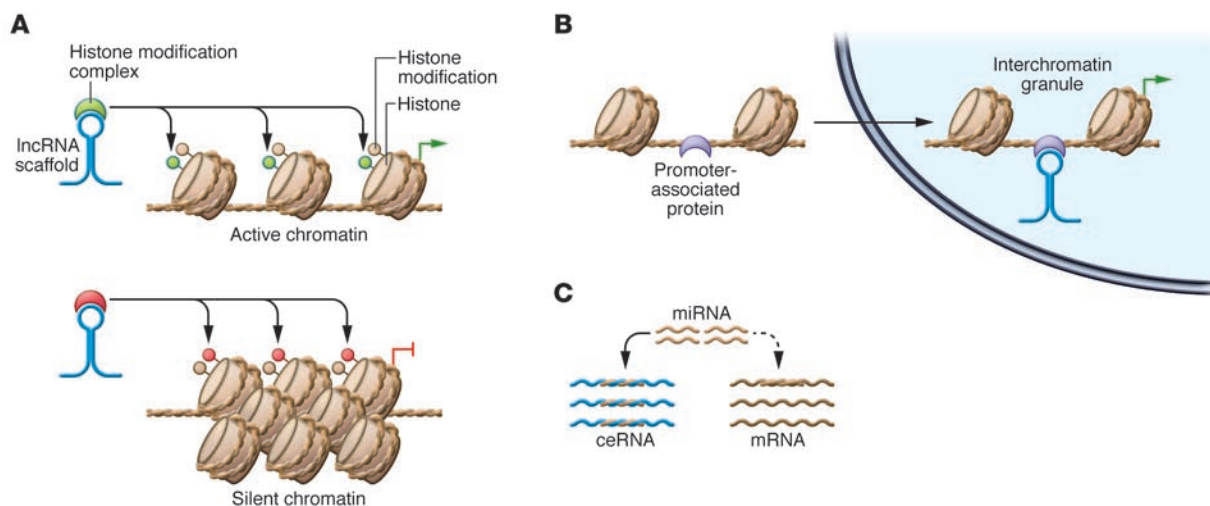 A
Histone modification
complex
lncRNA
scaffold
Histone
modification
Histone
Active chromatin
Silent chromatin
B
Promoter-
associated
protein
Interchromatin
granule
C
miRNA
ceRNA
mRNA